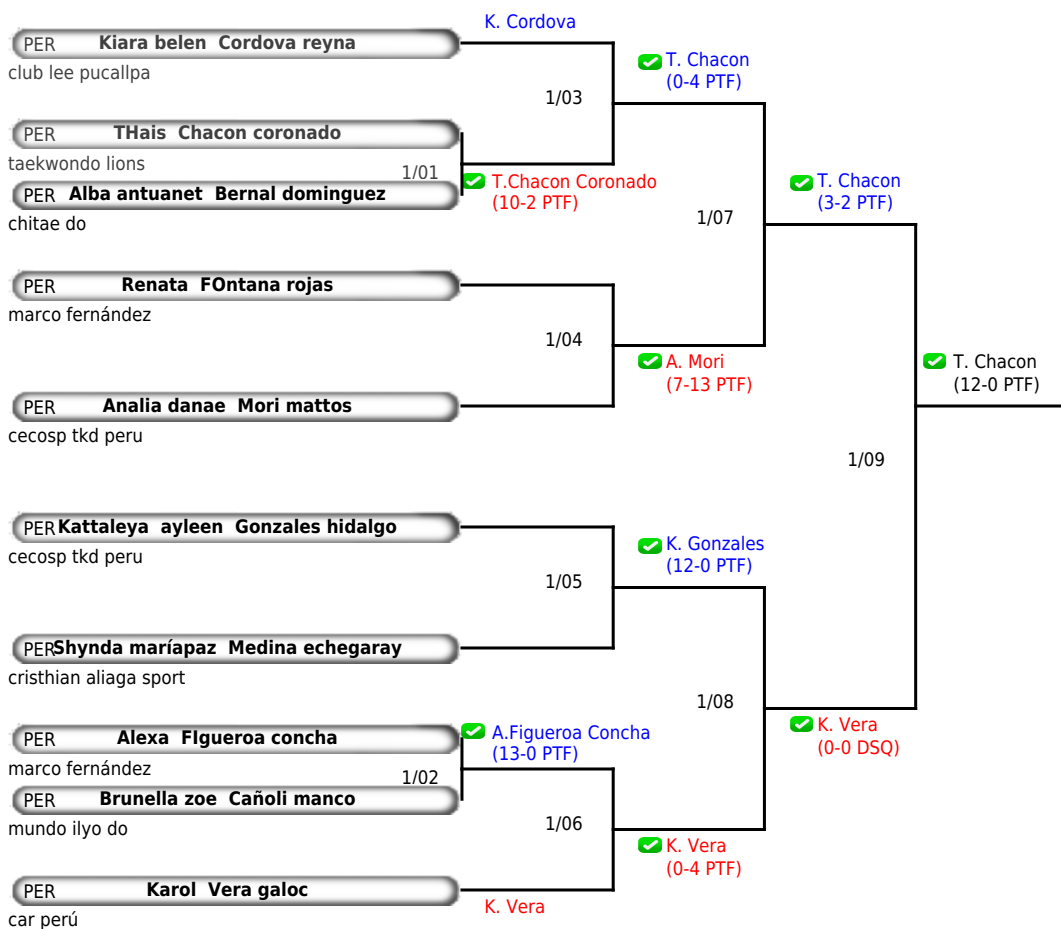 K. Cordova
PER Kiara belen Cordova reyna
club lee pucallpa
T. Chacon
(0-4 PTF)
1/03
PER THais Chacon coronado
taekwondo lions
1/01
T.Chacon Coronado
(10-2 PTF)
PER Alba antuanet Bernal dominguez
chitae do
T. Chacon
(3-2 PTF)
1/07
PER Renata FOntana rojas
marco fernández
1/04
A. Mori
(7-13 PTF)
T. Chacon
(12-0 PTF)
PER Analia danae Mori mattos
cecosp tkd peru
1/09
PER Kattaleya ayleen Gonzales hidalgo
cecosp tkd peru
K. Gonzales
(12-0 PTF)
1/05
PER Shynda maríapaz Medina echegaray
cristhian aliaga sport
1/08
K. Vera
(0-0 DSQ)
PER Alexa FIgueroa concha
marco fernández
A.Figueroa Concha
(13-0 PTF)
1/02
PER Brunella zoe Cañoli manco
mundo ilyo do
1/06
K. Vera
(0-4 PTF)
PER Karol Vera galoc
car perú
K. Vera